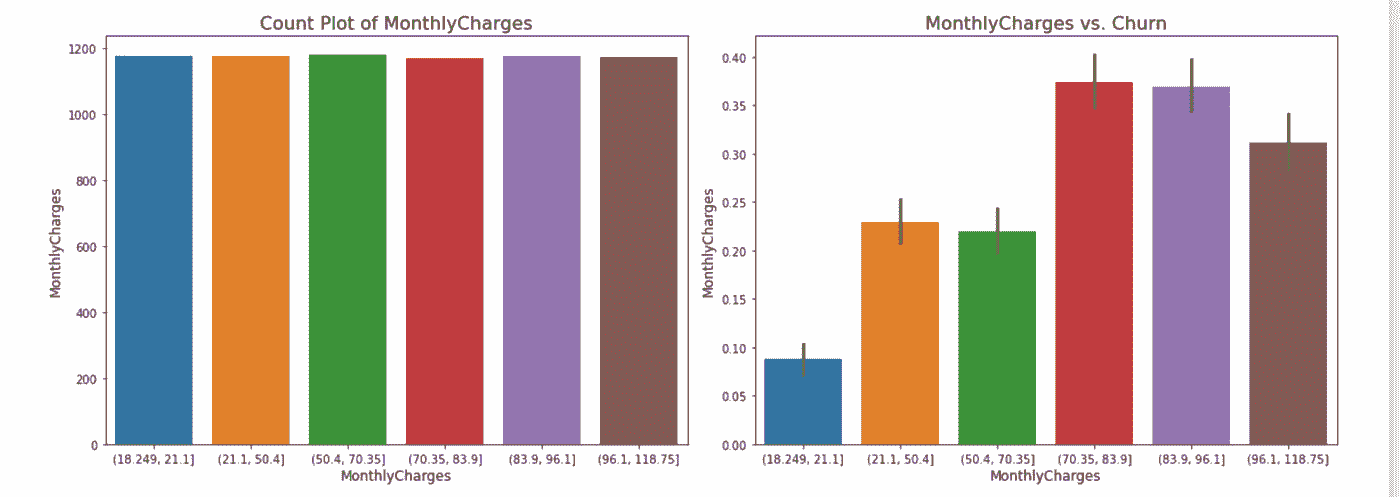 Count Plot of MonthlyCharges
MonthlyCharges
1200
1000
800
600
400
200
0
(18.249, 21.1] (21.1, 50.4] (50.4, 70.35] (70.35, 83.9] (83.9, 96.1] (96.1, 118.75]
MonthlyCharges
MonthlyCharges vs. Churn
MonthlyCharges
0.40
0.35
0.30
0.25
0.20
0.15
0.10
0.05
0.00
(18.249, 21.1] (21.1, 50.4] (50.4, 70.35] (70.35, 83.9] (83.9, 96.1] (96.1, 118.75]
MonthlyCharges